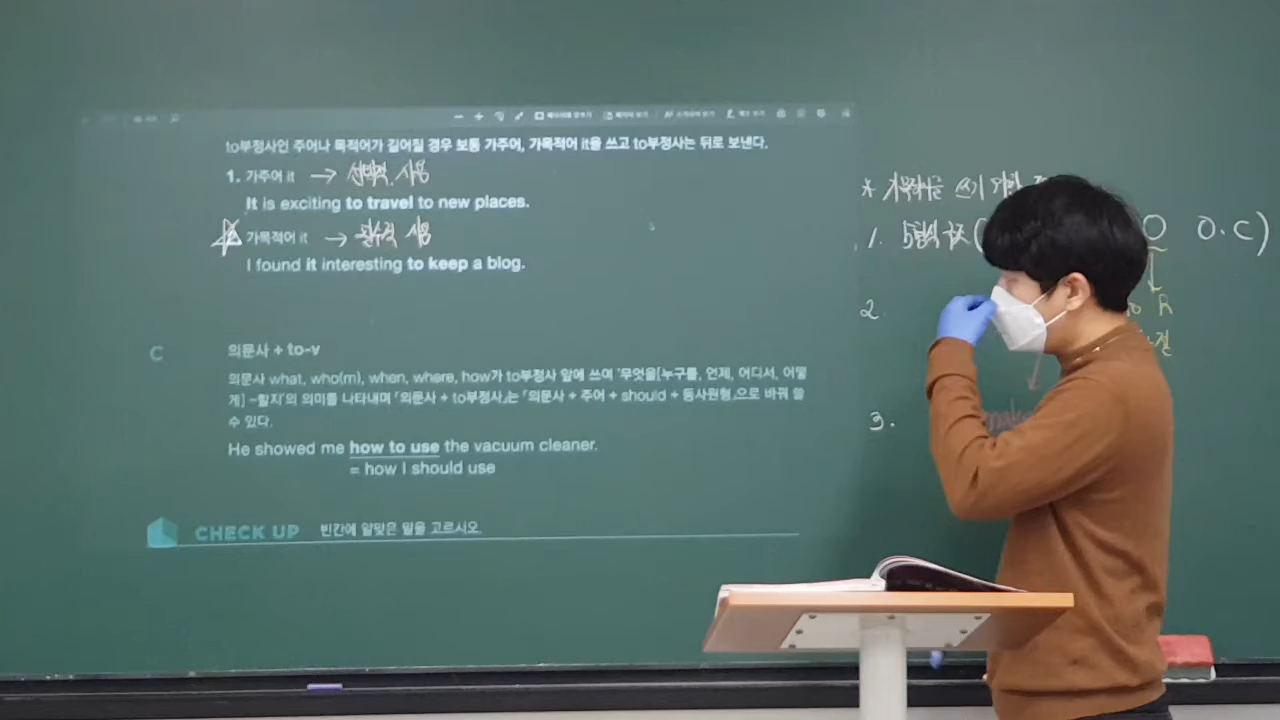 to부정사인 주어나 목적어가 길어질 경우 보통 가주어, 가목적어 it을 쓰고 to부정사는 뒤로 보낸다.
1. 가주어 it → 선택적 사용
It is exciting to travel to new places.
가목적어 it → 필수적 사용
I found it interesting to keep a blog.
C 의문사 + to-v
의문사 what, who(m), when, where, how가 to부정사 앞에 쓰여 '무엇을[누구를, 언제, 어디서, 어떻
게] ~할지'의 의미를 나타내며 「의문사 + to부정사」는 「의문사 + 주어 + should + 동사원형」으로 바꿔 쓸
수 있다.
He showed me how to use the vacuum cleaner.
= how I should use
CHECK UP 빈칸에 알맞은 말을 고르시오.
* 쓰기 위한
1. 5형식 ( O O.C)
R
2.
3. make